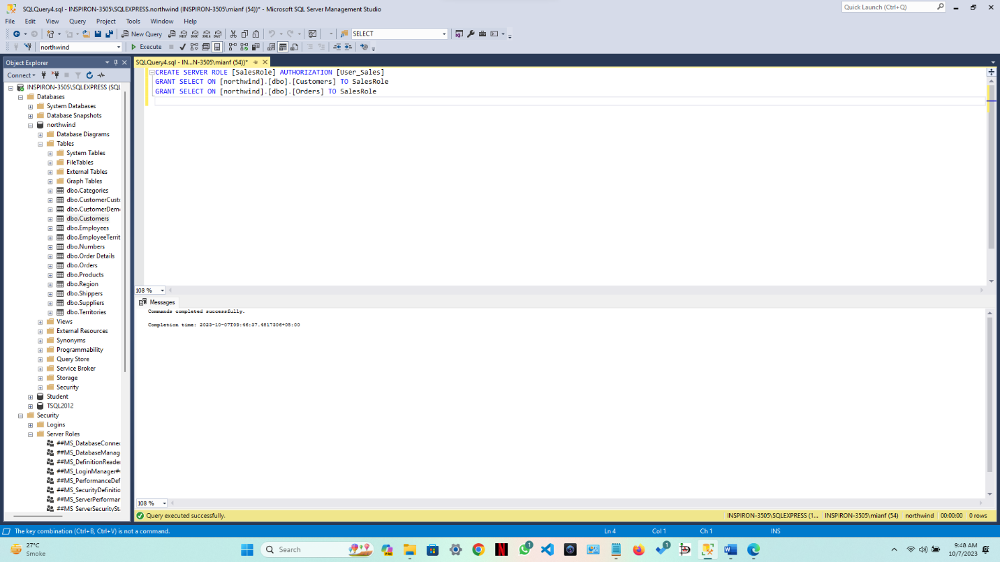 SQLQuery4.sql - INSPIRON-3505\SQLEXPRESS.northwind (INSPIRON-3505\mianf (54))* - Microsoft SQL Server Management Studio
Quick Launch (Ctrl+Q)
File Edit View Query Project Tools Window Help
New Query
SELECT
northwind
Execute
Object Explorer
SQLQuery4.sql - IN...N-3505\mianf (54))*
Connect
INSPIRON-3505\SQLEXPRESS (SQL
Databases
System Databases
Database Snapshots
northwind
Database Diagrams
Tables
System Tables
FileTables
External Tables
Graph Tables
dbo.Categories
dbo.CustomerCust
dbo.CustomerDem
dbo.Customers
dbo.Employees
dbo.EmployeeTerrit
dbo.Numbers
dbo.Order Details
dbo.Orders
dbo.Products
dbo.Region
dbo.Shippers
dbo.Suppliers
dbo.Territories
Views
External Resources
Synonyms
Programmability
Query Store
Service Broker
Storage
Security
Student
TSQL2012
Security
Logins
Server Roles
##MS_DatabaseConne
##MS_DatabaseManag
##MS_DefinitionReade
##MS_LoginManager#
##MS_PerformanceDef
##MS_SecurityDefinitio
##MS_ServerPerformar
##MS_ServerSecuritySt
CREATE SERVER ROLE [SalesRole] AUTHORIZATION [User_Sales]
GRANT SELECT ON [northwind].[dbo].[Customers] TO SalesRole
GRANT SELECT ON [northwind].[dbo].[Orders] TO SalesRole
108 %
Messages
Commands completed successfully.
Completion time: 2023-10-07T09:46:37.4817306+05:00
108 %
Query executed successfully.
INSPIRON-3505\SQLEXPRESS (1... INSPIRON-3505\mianf (54) northwind 00:00:00 0 rows
The key combination (Ctrl+B, Ctrl+V) is not a command.
Ln 4 Col 1 Ch 1 INS
27°C
Smoke
Search
1
1
9:48 AM
10/7/2023